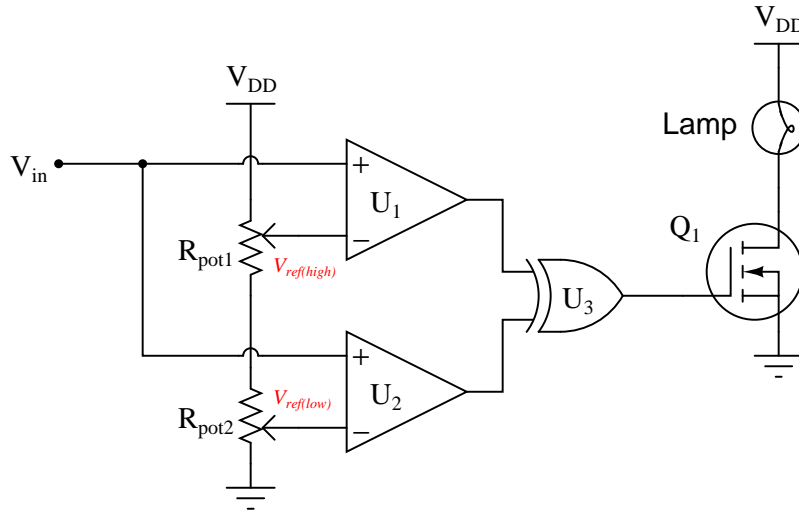 V_DD
V_DD
Lamp
V_in
+
U_1
−
R_pot1
V_ref(high)
Q_1
U_3
+
V_ref(low)
U_2
R_pot2
−